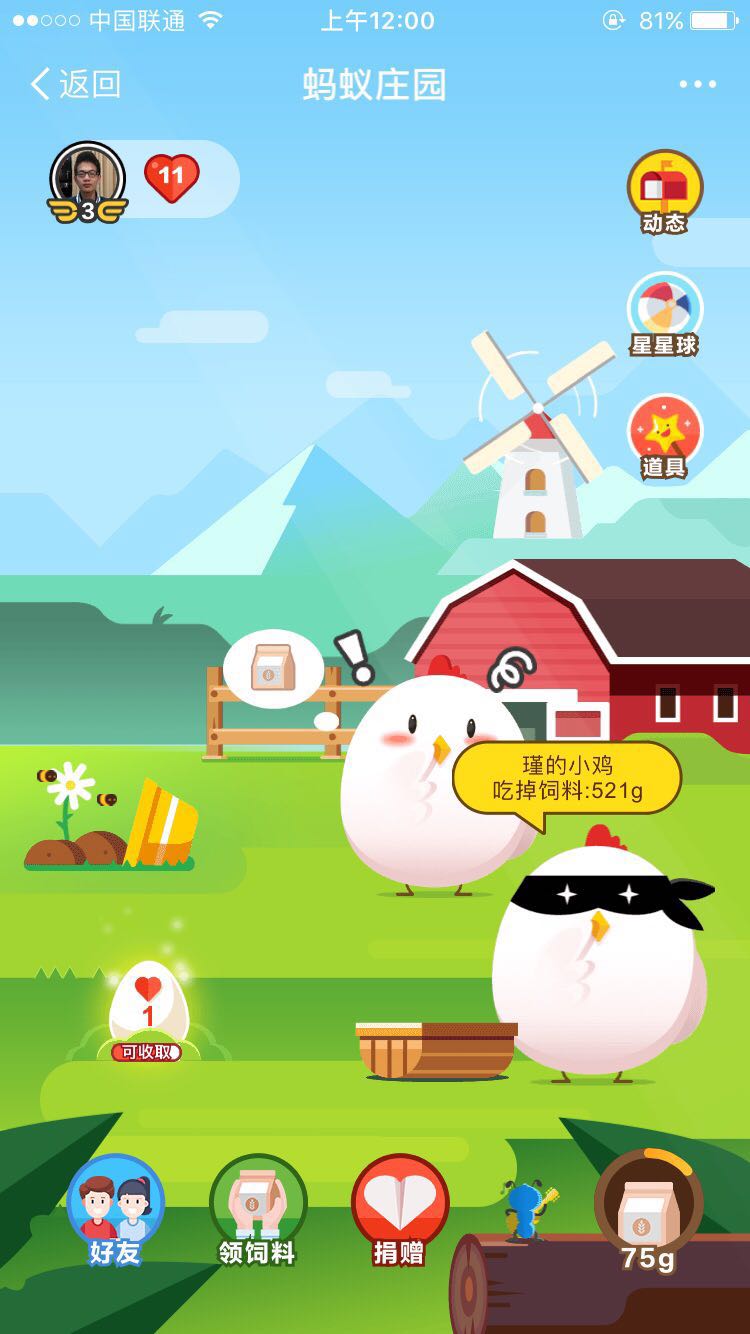 中国联通
上午12:00
81%
返回
蚂蚁庄园
11
3
动态
星星球
道具
瑾的小鸡
吃掉饲料:521g
1
可收取
好友
领饲料
捐赠
75g